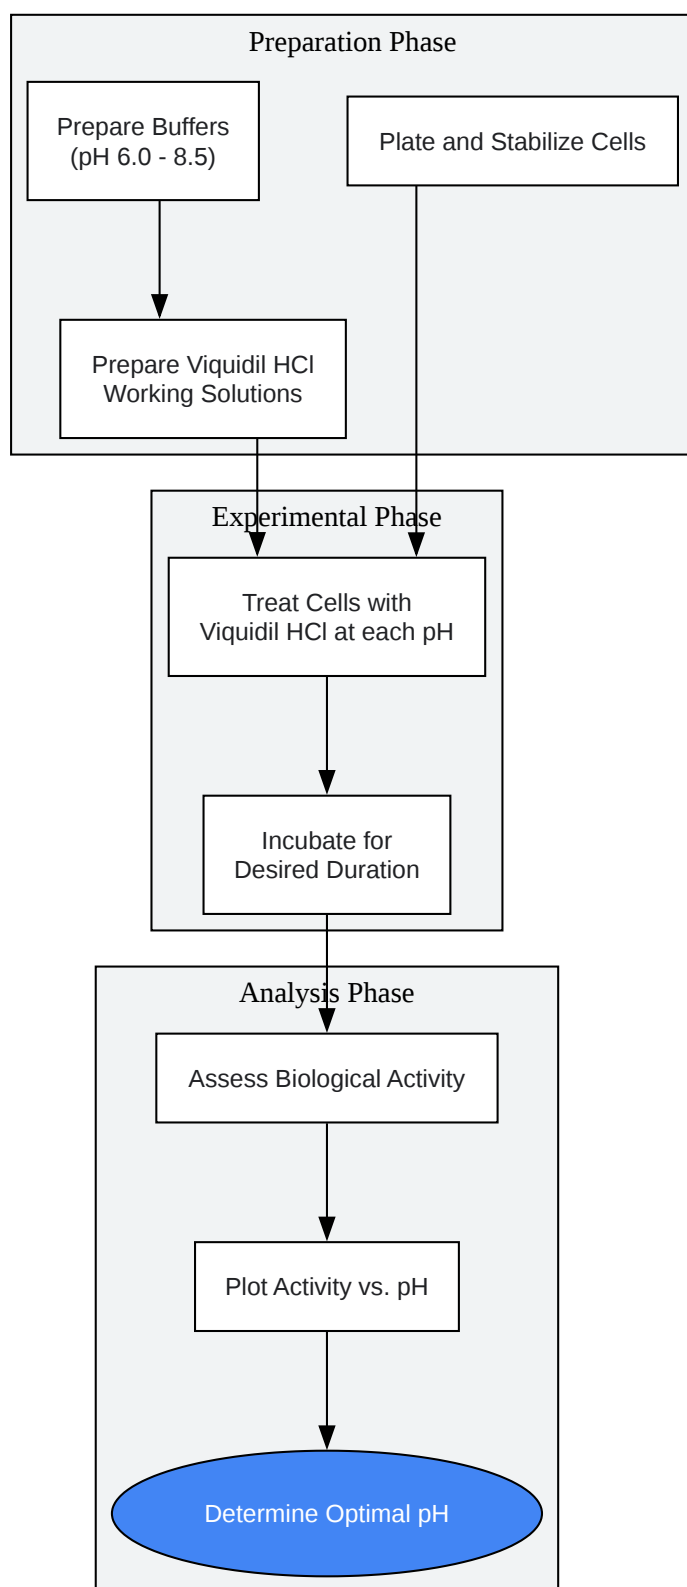 Preparation Phase
Prepare Buffers
(pH 6.0 - 8.5)
Plate and Stabilize Cells
Prepare Viquidil HCl
Working Solutions
Experimental Phase
Treat Cells with
Viquidil HCl at each pH
Incubate for
Desired Duration
Analysis Phase
Assess Biological Activity
Plot Activity vs. pH
Determine Optimal pH